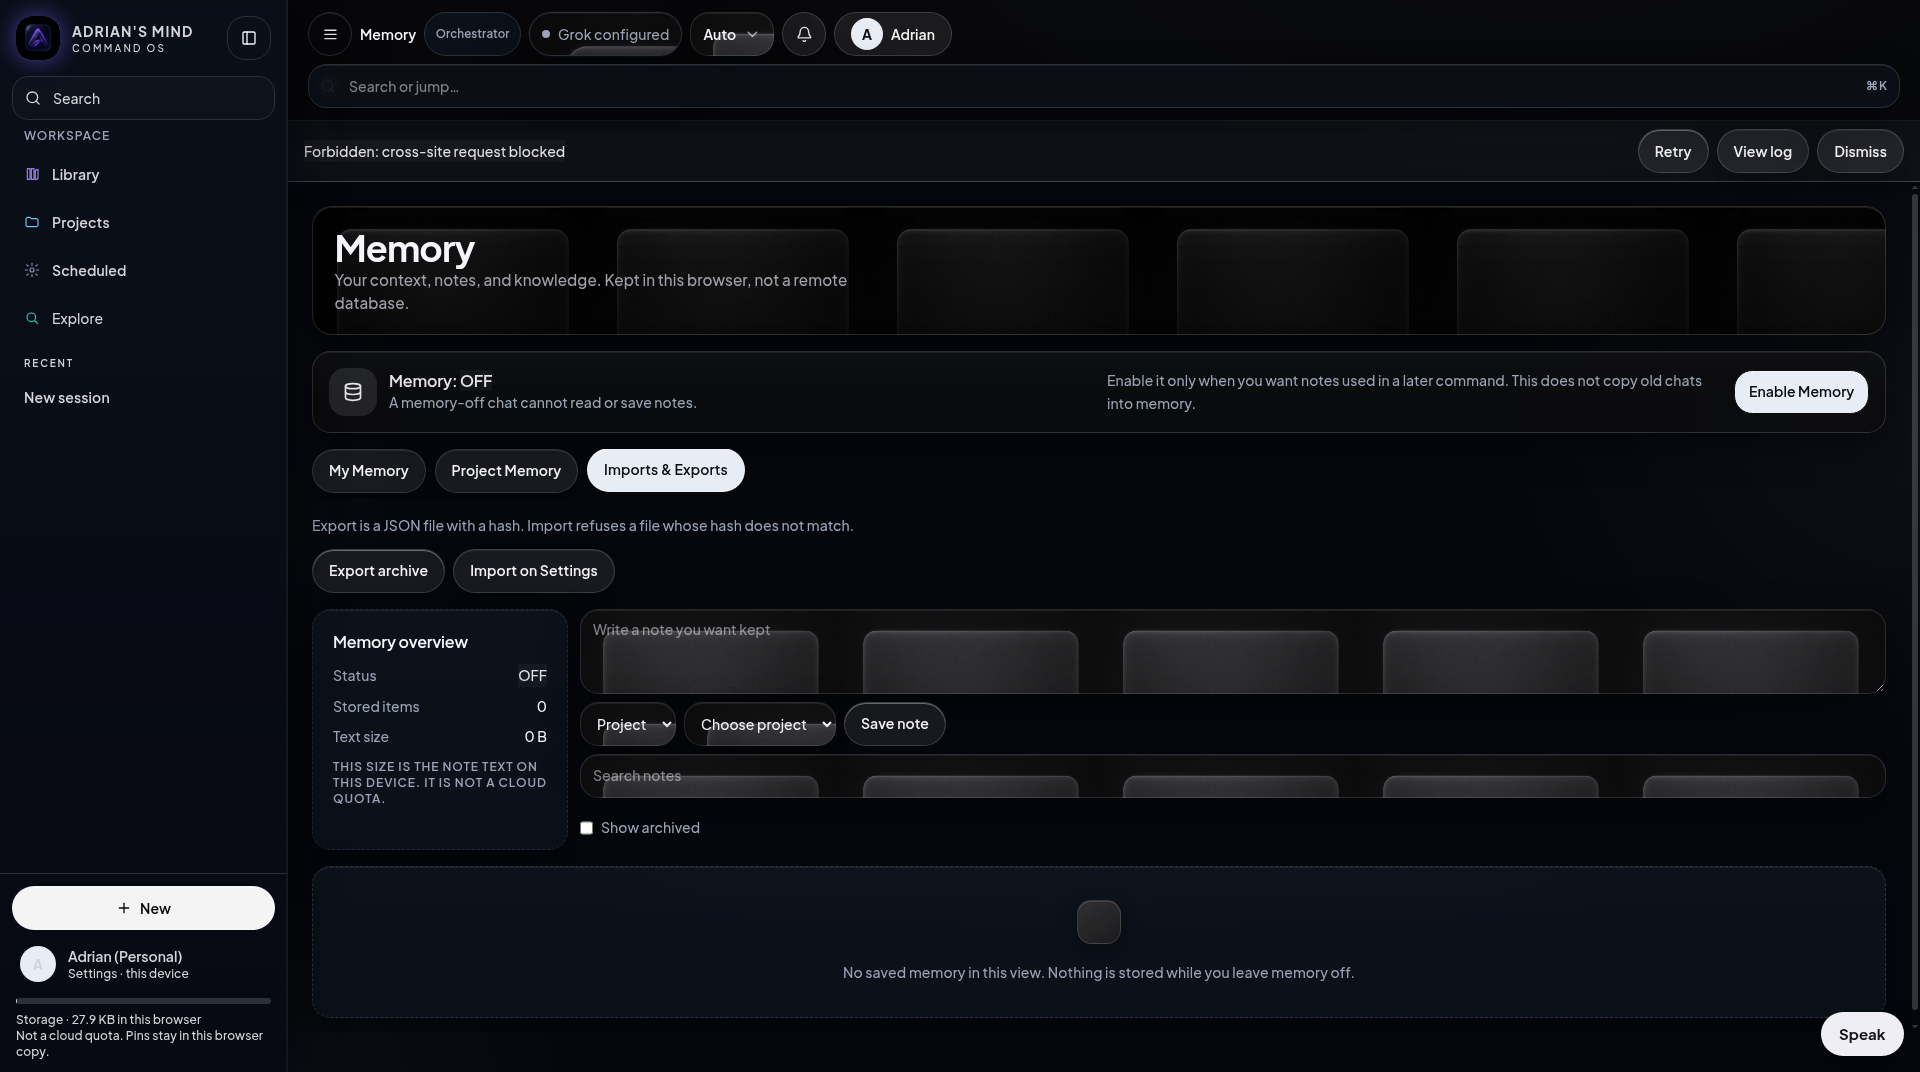 ADRIAN'S MIND
COMMAND OS
Search
WORKSPACE
Library
Projects
Scheduled
Explore
RECENT
New session
New
A
Adrian (Personal)
Settings · this device
Storage · 27.9 KB in this browser
Not a cloud quota. Pins stay in this browser
copy.
Memory
Orchestrator
Grok configured
Auto
A
Adrian
Search or jump…
⌘K
Forbidden: cross-site request blocked
Retry
View log
Dismiss
Memory
Your context, notes, and knowledge. Kept in this browser, not a remote
database.
Memory: OFF
A memory-off chat cannot read or save notes.
Enable it only when you want notes used in a later command. This does not copy old chats
into memory.
Enable Memory
My Memory
Project Memory
Imports & Exports
Export is a JSON file with a hash. Import refuses a file whose hash does not match.
Export archive
Import on Settings
Memory overview
Status OFF
Stored items 0
Text size 0 B
THIS SIZE IS THE NOTE TEXT ON
THIS DEVICE. IT IS NOT A CLOUD
QUOTA.
Write a note you want kept
Project
Choose project
Save note
Search notes
Show archived
No saved memory in this view. Nothing is stored while you leave memory off.
Speak